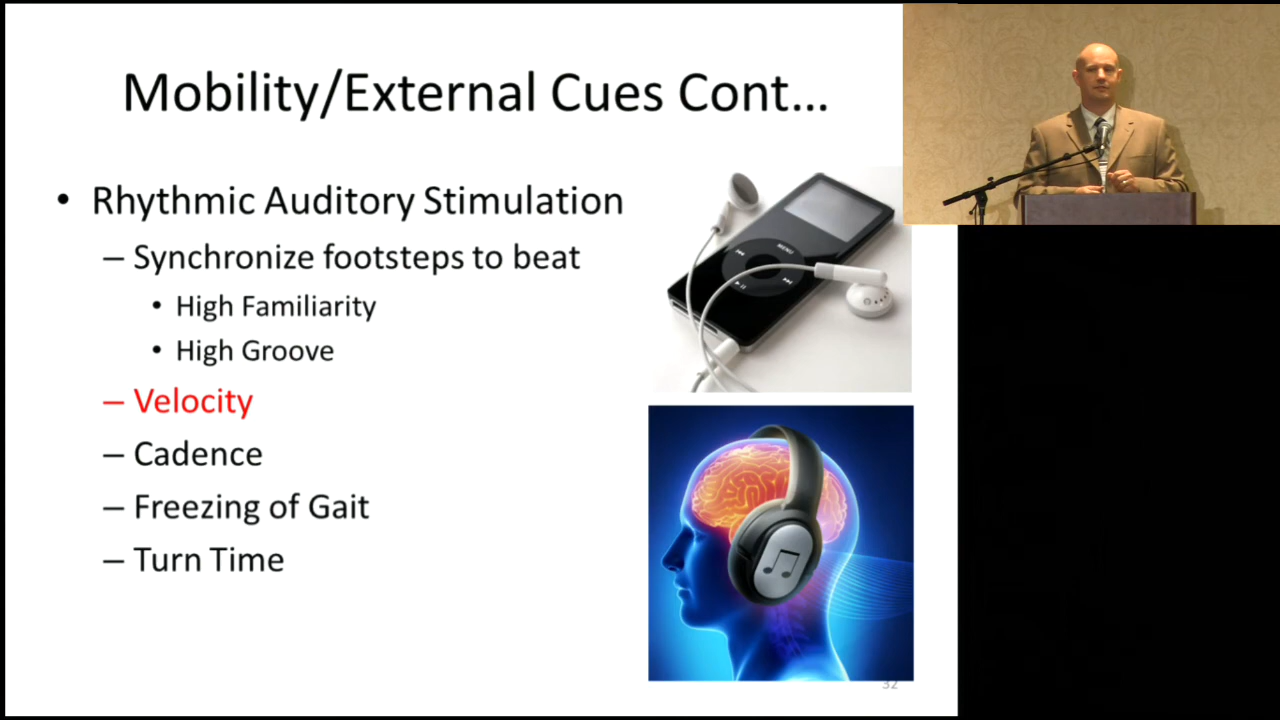 Mobility/External Cues Cont...
• Rhythmic Auditory Stimulation
– Synchronize footsteps to beat
• High Familiarity
• High Groove
– Velocity
– Cadence
– Freezing of Gait
– Turn Time
MENU
32